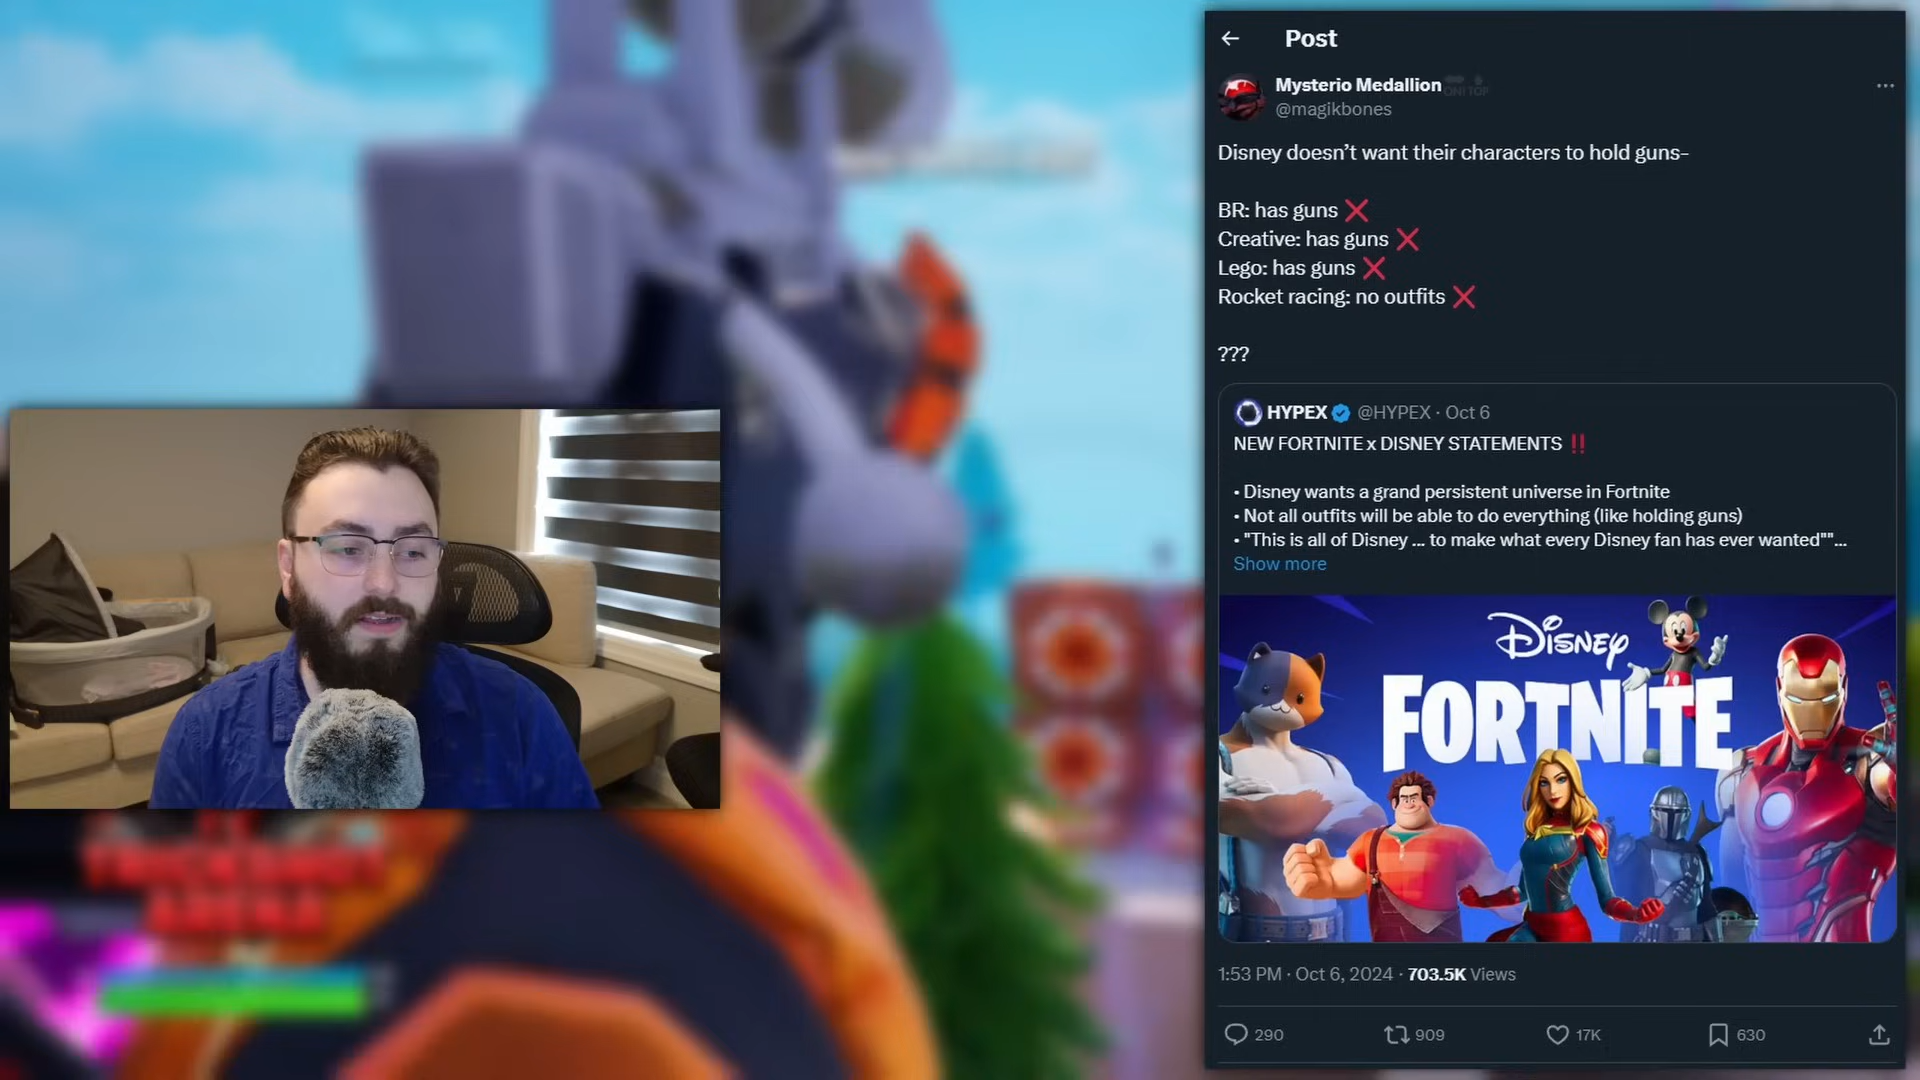 Post
Mysterio Medallion
@magikbones
Disney doesn’t want their characters to hold guns-
BR: has guns ❌
Creative: has guns ❌
Lego: has guns ❌
Rocket racing: no outfits ❌
???
HYPEX @HYPEX · Oct 6
NEW FORTNITE x DISNEY STATEMENTS ‼️
• Disney wants a grand persistent universe in Fortnite
• Not all outfits will be able to do everything (like holding guns)
• "This is all of Disney ... to make what every Disney fan has ever wanted""...
Show more
DISNEY
FORTNITE
1:53 PM · Oct 6, 2024 · 703.5K Views
290 909 17K 630
TRICKSHOT
ARENA